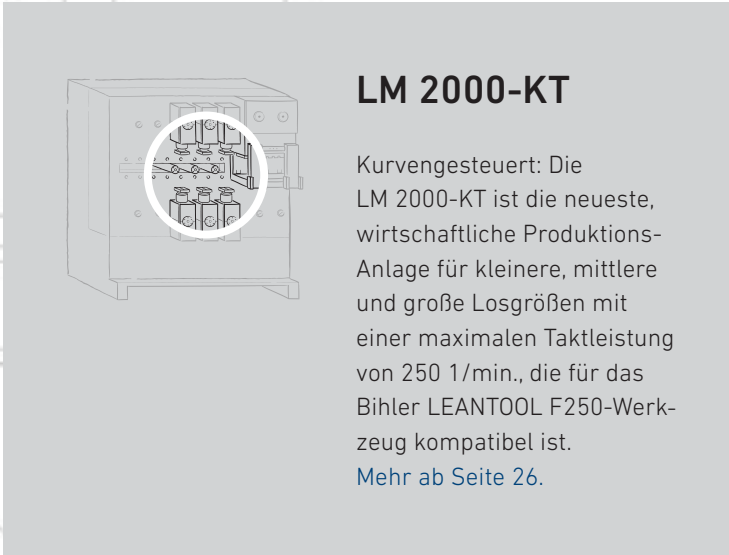 LM 2000-KT
Kurvengesteuert: Die
LM 2000-KT ist die neueste,
wirtschaftliche Produktions-
Anlage für kleinere, mittlere
und große Losgrößen mit
einer maximalen Taktleistung
von 250 1/min., die für das
Bihler LEANTOOL F250-Werk-
zeug kompatibel ist.
Mehr ab Seite 26.